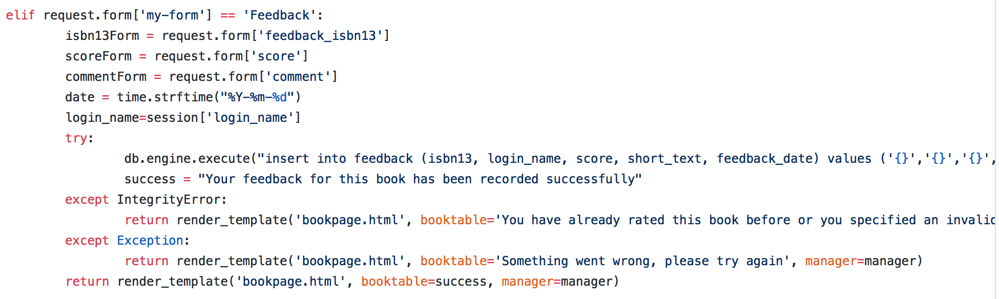 elif request.form['my-form'] == 'Feedback':
isbn13Form = request.form['feedback_isbn13']
scoreForm = request.form['score']
commentForm = request.form['comment']
date = time.strftime("%Y-%m-%d")
login_name=session['login_name']
try:
db.engine.execute("insert into feedback (isbn13, login_name, score, short_text, feedback_date) values ('{}','{}','{}',
success = "Your feedback for this book has been recorded successfully"
except IntegrityError:
return render_template('bookpage.html', booktable='You have already rated this book before or you specified an
except Exception:
return render_template('bookpage.html', booktable='Something went wrong, please try again', manager=manager)
return render_template('bookpage.html', booktable=success, manager=manager)